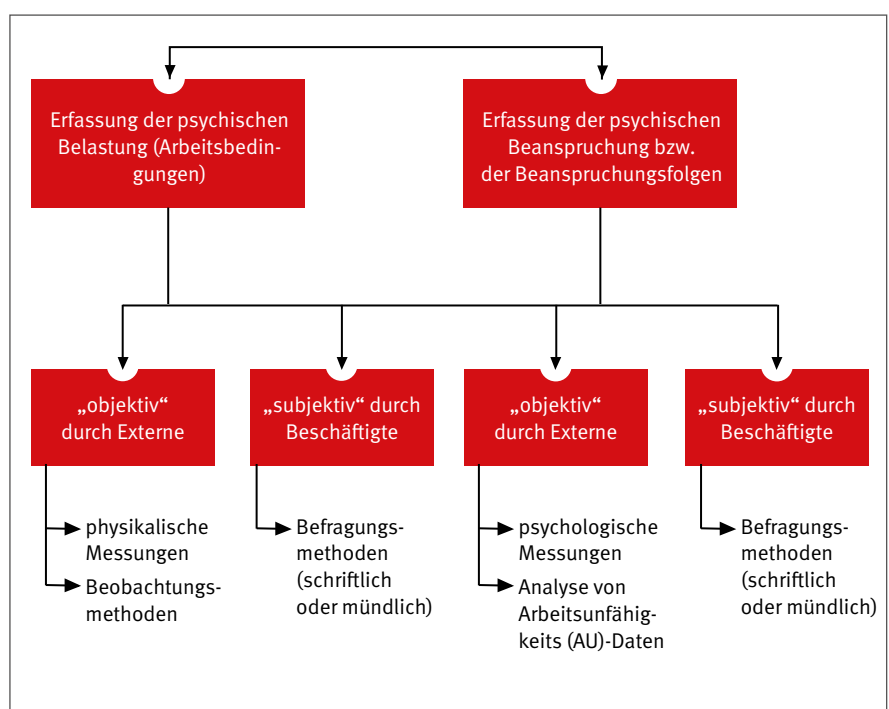 Erfassung der psychischen
Belastung (Arbeitsbedin-
gungen)
Erfassung der psychischen
Beanspruchung bzw.
der Beanspruchungsfolgen
„objektiv“
durch Externe
„subjektiv“ durch
Beschäftigte
„objektiv“
durch Externe
„subjektiv“ durch
Beschäftigte
physikalische
Messungen
Beobachtungs-
methoden
Befragungs-
methoden
(schriftlich
oder mündlich)
psychologische
Messungen
Analyse von
Arbeitsunfähig-
keits (AU)-Daten
Befragungs-
methoden
(schriftlich
oder mündlich)